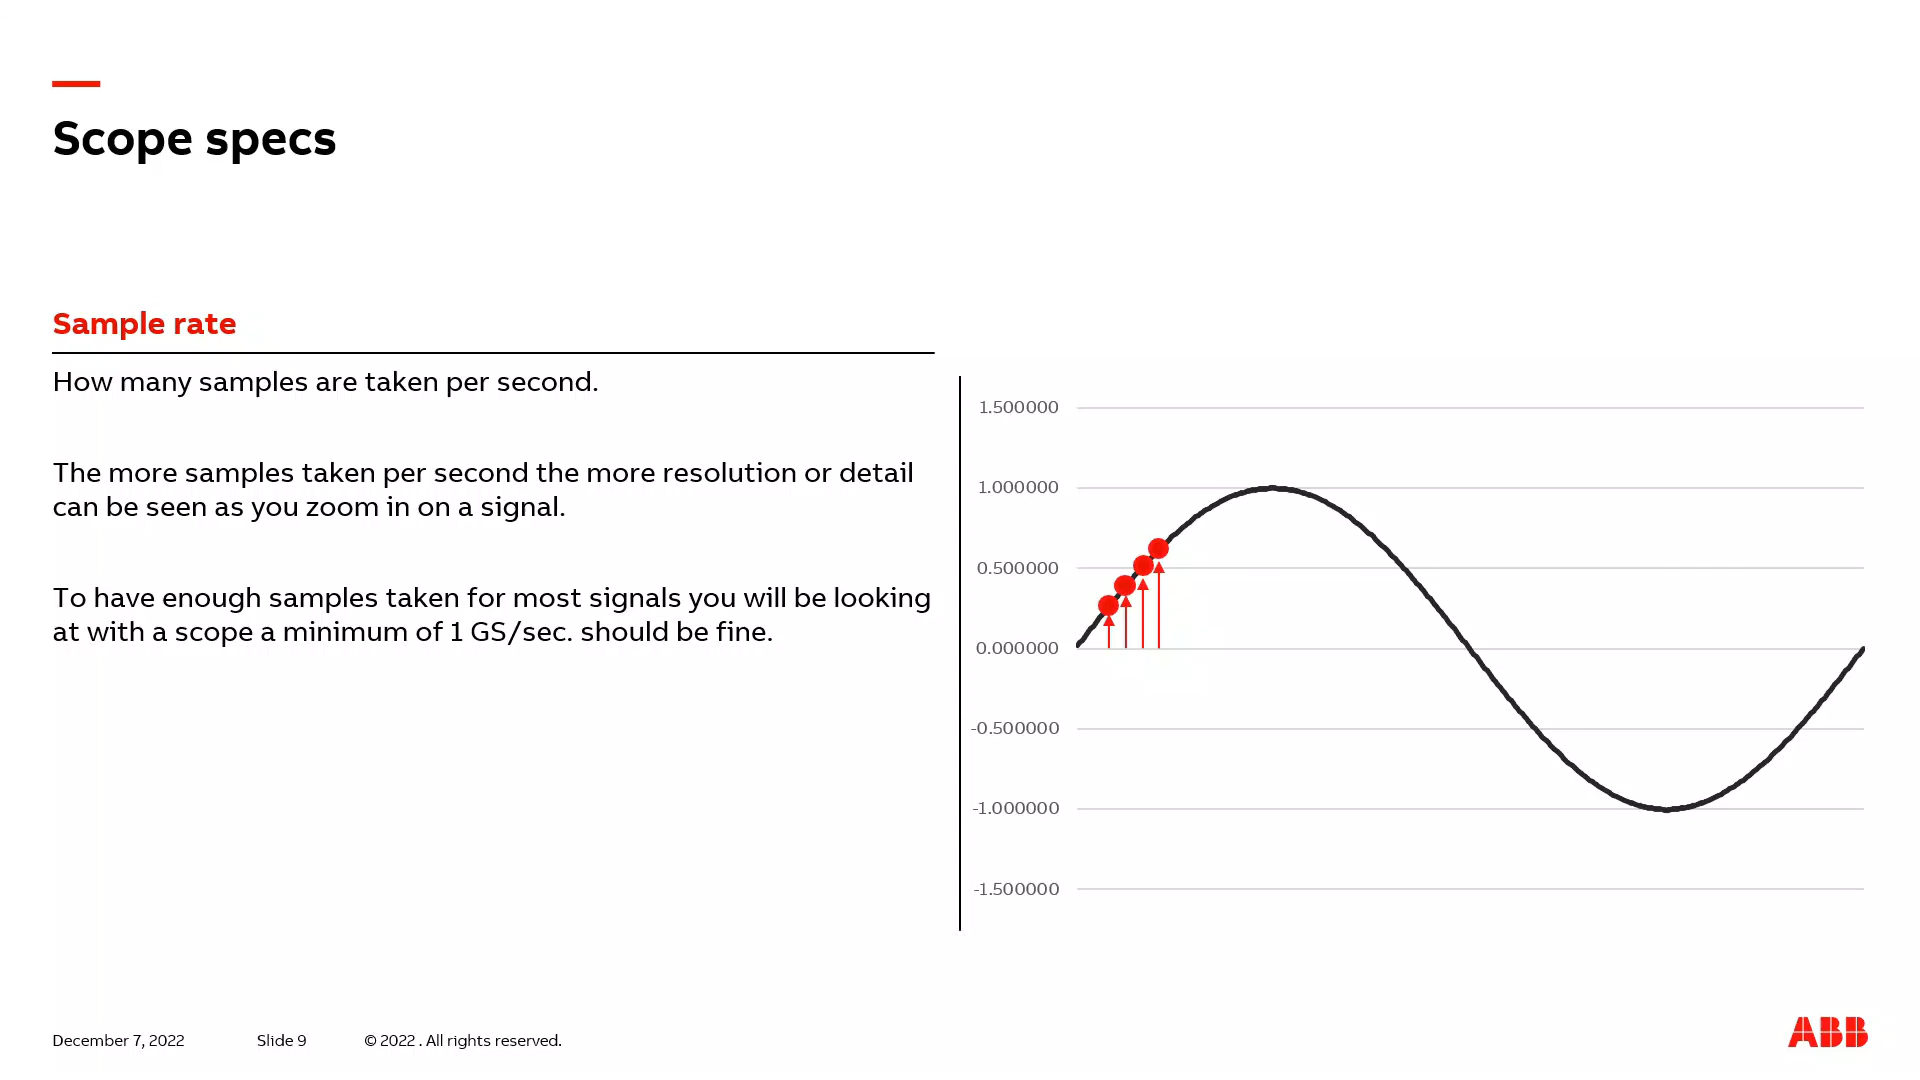 Scope specs
Sample rate
How many samples are taken per second.
The more samples taken per second the more resolution or detail
can be seen as you zoom in on a signal.
To have enough samples taken for most signals you will be looking
at with a scope a minimum of 1 GS/sec. should be fine.
1.500000
1.000000
0.500000
0.000000
-0.500000
-1.000000
-1.500000
December 7, 2022
Slide 9
© 2022 . All rights reserved.
ABB